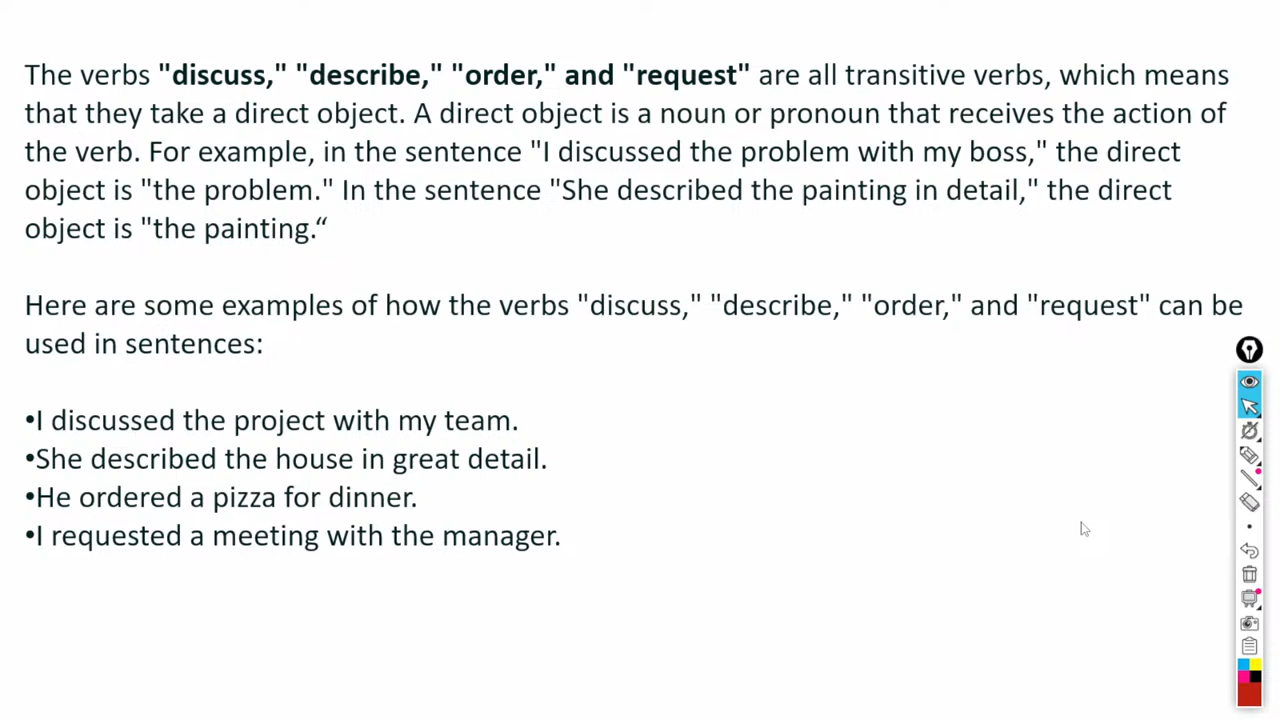 The verbs "discuss," "describe," "order," and "request" are all transitive verbs, which means
that they take a direct object. A direct object is a noun or pronoun that receives the action of
the verb. For example, in the sentence "I discussed the problem with my boss," the direct
object is "the problem." In the sentence "She described the painting in detail," the direct
object is "the painting.“
Here are some examples of how the verbs "discuss," "describe," "order," and "request" can be
used in sentences:
•I discussed the project with my team.
•She described the house in great detail.
•He ordered a pizza for dinner.
•I requested a meeting with the manager.